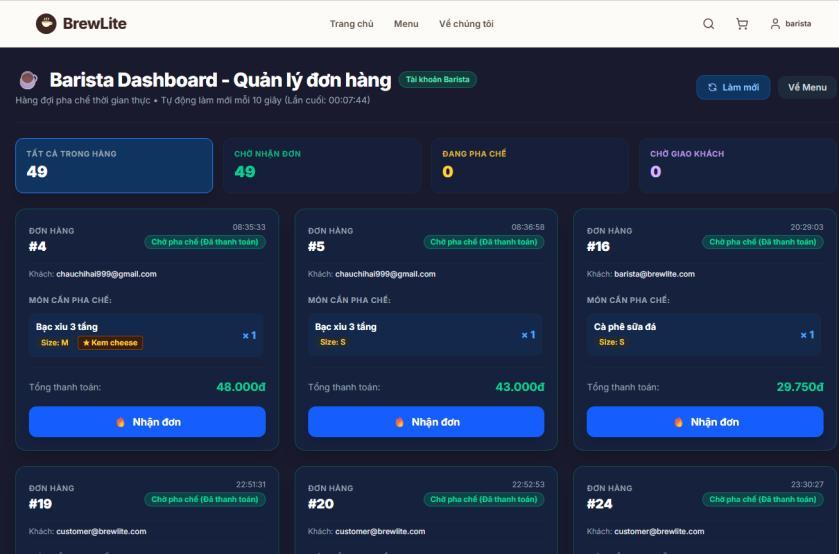 BrewLite
Trang chủ Menu Về chúng tôi
barista
Barista Dashboard - Quản lý đơn hàng Tài khoản Barista
Hàng đợi pha chế thời gian thực • Tự động làm mới mỗi 10 giây (Lần cuối: 00:07:44)
Làm mới Về Menu
TẤT CẢ TRONG HÀNG
49
CHỜ NHẬN ĐƠN
49
ĐANG PHA CHẾ
0
CHỜ GIAO KHÁCH
0
ĐƠN HÀNG 08:35:33
#4 Chờ pha chế (Đã thanh toán)
Khách: chauchihai999@gmail.com
MÓN CẦN PHA CHẾ:
Bạc xỉu 3 tầng
Size: M ★ Kem cheese × 1
Tổng thanh toán: 48.000đ
Nhận đơn
ĐƠN HÀNG 08:36:58
#5 Chờ pha chế (Đã thanh toán)
Khách: chauchihai999@gmail.com
MÓN CẦN PHA CHẾ:
Bạc xỉu 3 tầng
Size: S × 1
Tổng thanh toán: 43.000đ
Nhận đơn
ĐƠN HÀNG 20:29:03
#16 Chờ pha chế (Đã thanh toán)
Khách: barista@brewlite.com
MÓN CẦN PHA CHẾ:
Cà phê sữa đá
Size: S × 1
Tổng thanh toán: 29.750đ
Nhận đơn
ĐƠN HÀNG 22:51:31
#19 Chờ pha chế (Đã thanh toán)
Khách: customer@brewlite.com
ĐƠN HÀNG 22:52:53
#20 Chờ pha chế (Đã thanh toán)
Khách: customer@brewlite.com
ĐƠN HÀNG 23:30:27
#24 Chờ pha chế (Đã thanh toán)
Khách: customer@brewlite.com